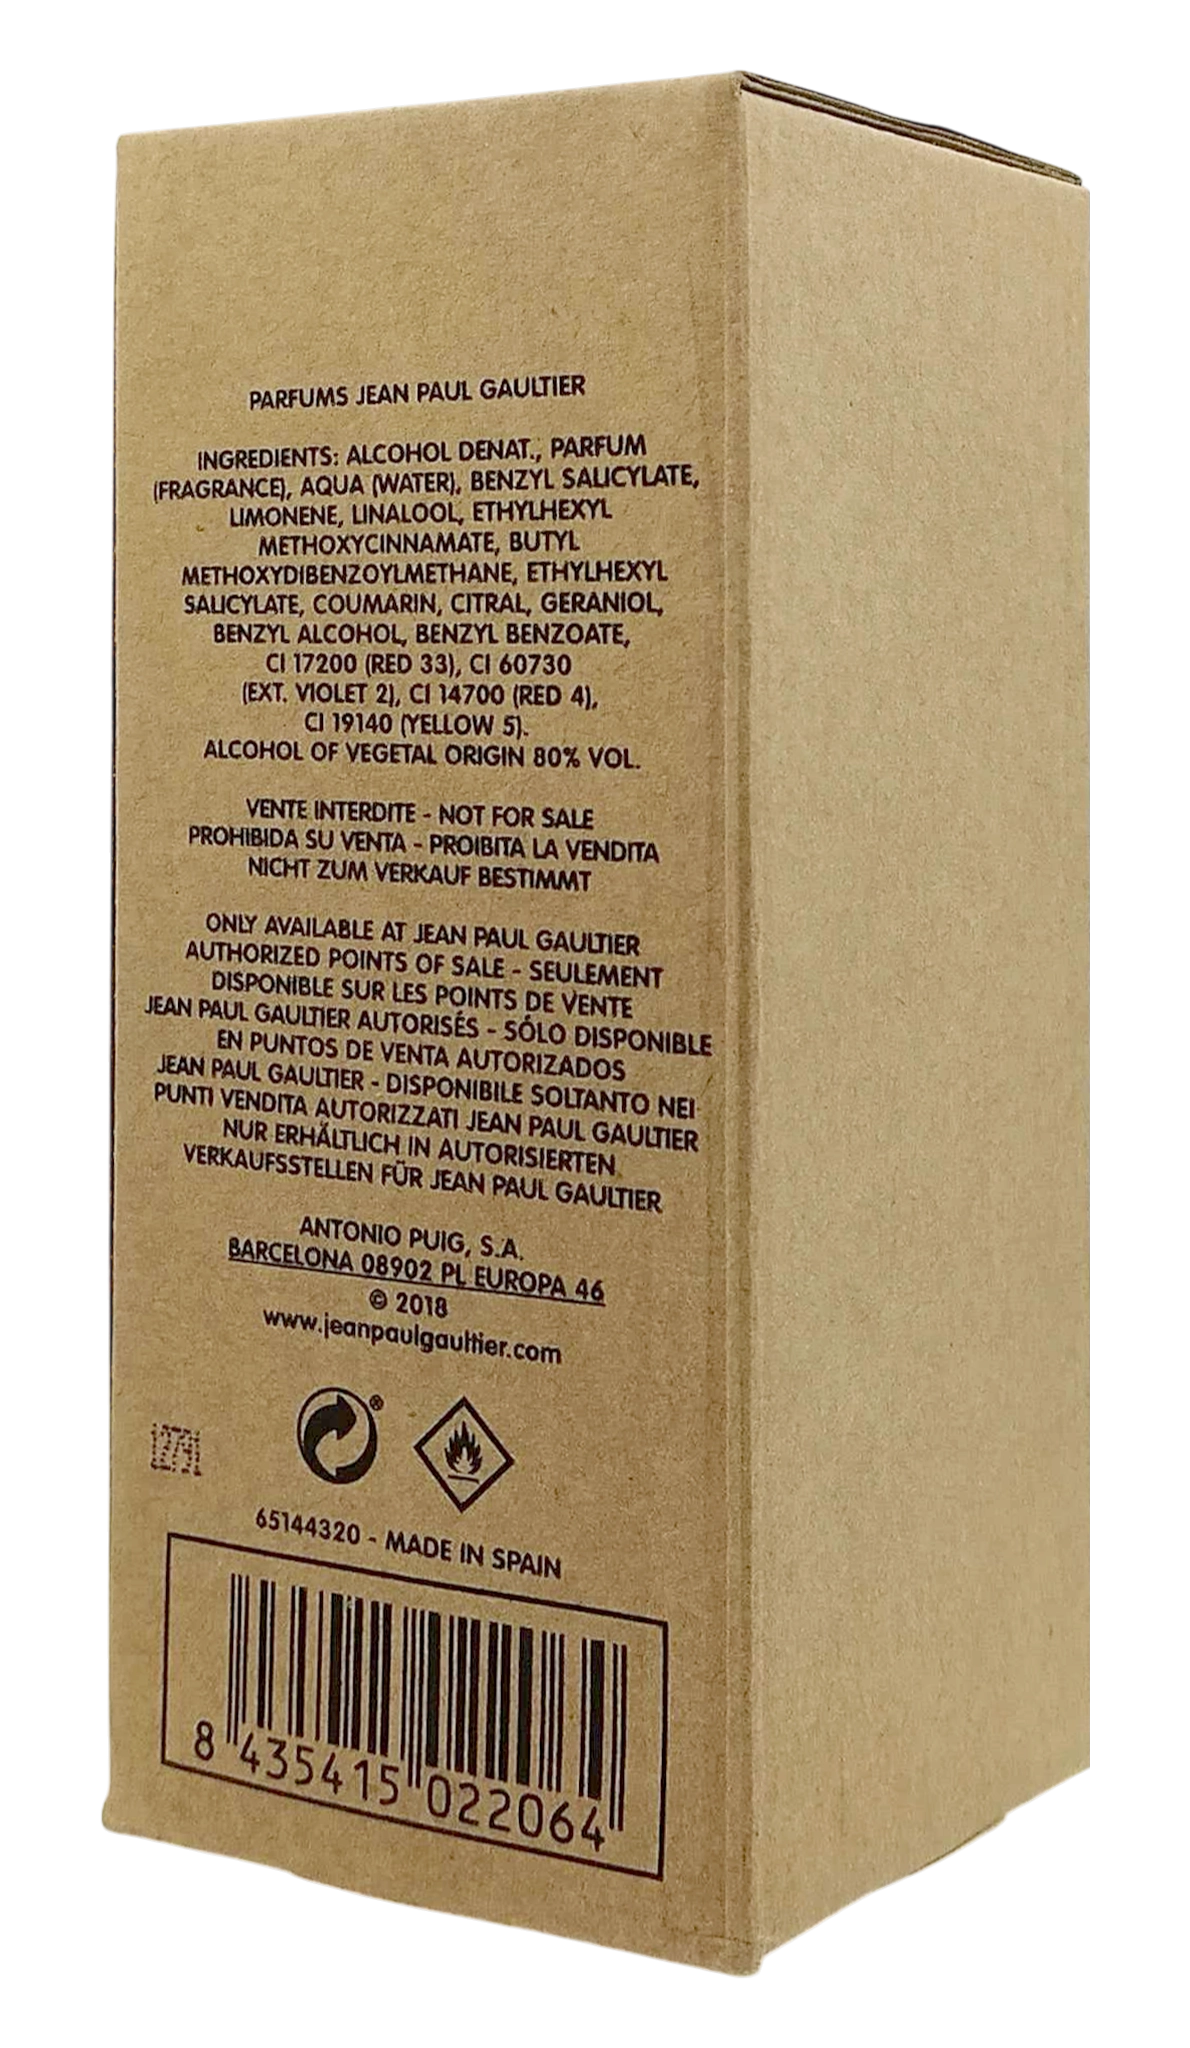 PARFUMS JEAN PAUL GAULTIER
INGREDIENTS: ALCOHOL DENAT., PARFUM
(FRAGRANCE), AQUA (WATER), BENZYL SALICYLATE,
LIMONENE, LINALOOL, ETHYLHEXYL
METHOXYCINNAMATE, BUTYL
METHOXYDIBENZOYLMETHANE, ETHYLHEXYL
SALICYLATE, COUMARIN, CITRAL, GERANIOL,
BENZYL ALCOHOL, BENZYL BENZOATE,
CI 17200 (RED 33), CI 60730
(EXT. VIOLET 2), CI 14700 (RED 4),
CI 19140 (YELLOW 5).
ALCOHOL OF VEGETAL ORIGIN 80% VOL.
VENTE INTERDITE - NOT FOR SALE
PROHIBIDA SU VENTA - PROIBITA LA VENDITA
NICHT ZUM VERKAUF BESTIMMT
ONLY AVAILABLE AT JEAN PAUL GAULTIER
AUTHORIZED POINTS OF SALE - SEULEMENT
DISPONIBLE SUR LES POINTS DE VENTE
JEAN PAUL GAULTIER AUTORISÉS - SÓLO DISPONIBLE
EN PUNTOS DE VENTA AUTORIZADOS
JEAN PAUL GAULTIER - DISPONIBILE SOLTANTO NEI
PUNTI VENDITA AUTORIZZATI JEAN PAUL GAULTIER
NUR ERHÄLTLICH IN AUTORISIERTEN
VERKAUFSSTELLEN FÜR JEAN PAUL GAULTIER
ANTONIO PUIG, S.A.
BARCELONA 08902 PL EUROPA 46
© 2018
www.jeanpaulgaultier.com
®
12791
65144320 - MADE IN SPAIN
8 435415 022064